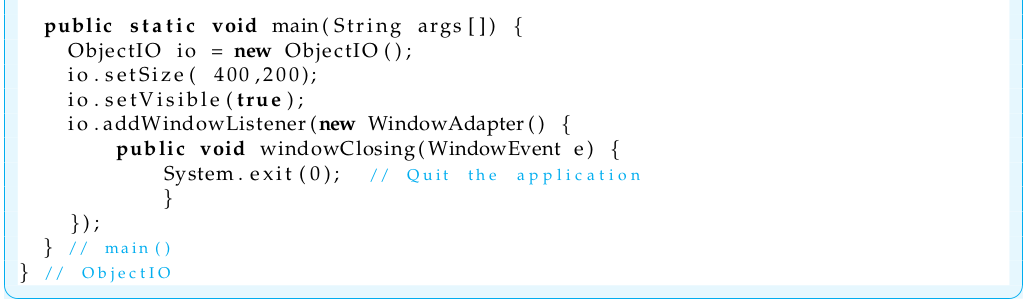 public static void main(String args[]) {
ObjectIO io = new ObjectIO();
io.setSize( 400,200);
io.setVisible(true);
io.addWindowListener(new WindowAdapter() {
public void windowClosing(WindowEvent e) {
System.exit(0); // Quit the application
}
});
} // main()
} // ObjectIO